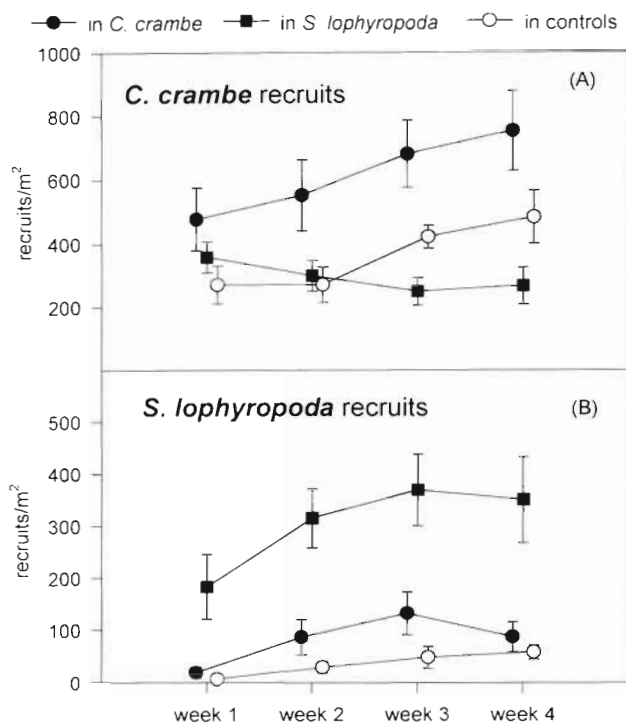 in C. crambe in S lophyropoda in controls
1000
(A)
C. crambe recruits
800
600
recruits/m²
400
200
S. lophyropoda recruits
(B)
500
400
recruits/m²
300
200
100
0
week 1 week 2 week 3 week 4